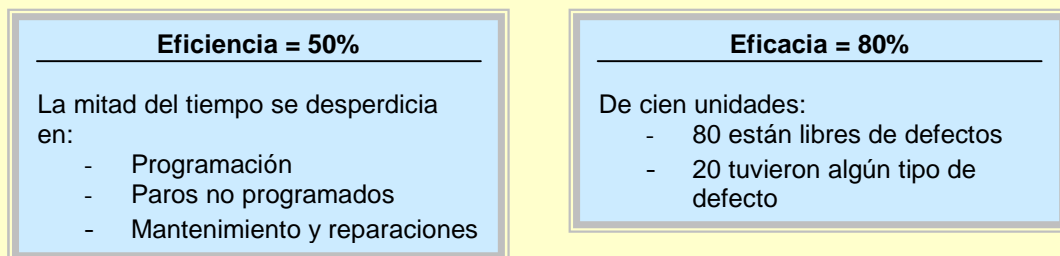 Eficiencia = 50%
La mitad del tiempo se desperdicia
en:
- Programación
- Paros no programados
- Mantenimiento y reparaciones
Eficacia = 80%
De cien unidades:
- 80 están libres de defectos
- 20 tuvieron algún tipo de
defecto